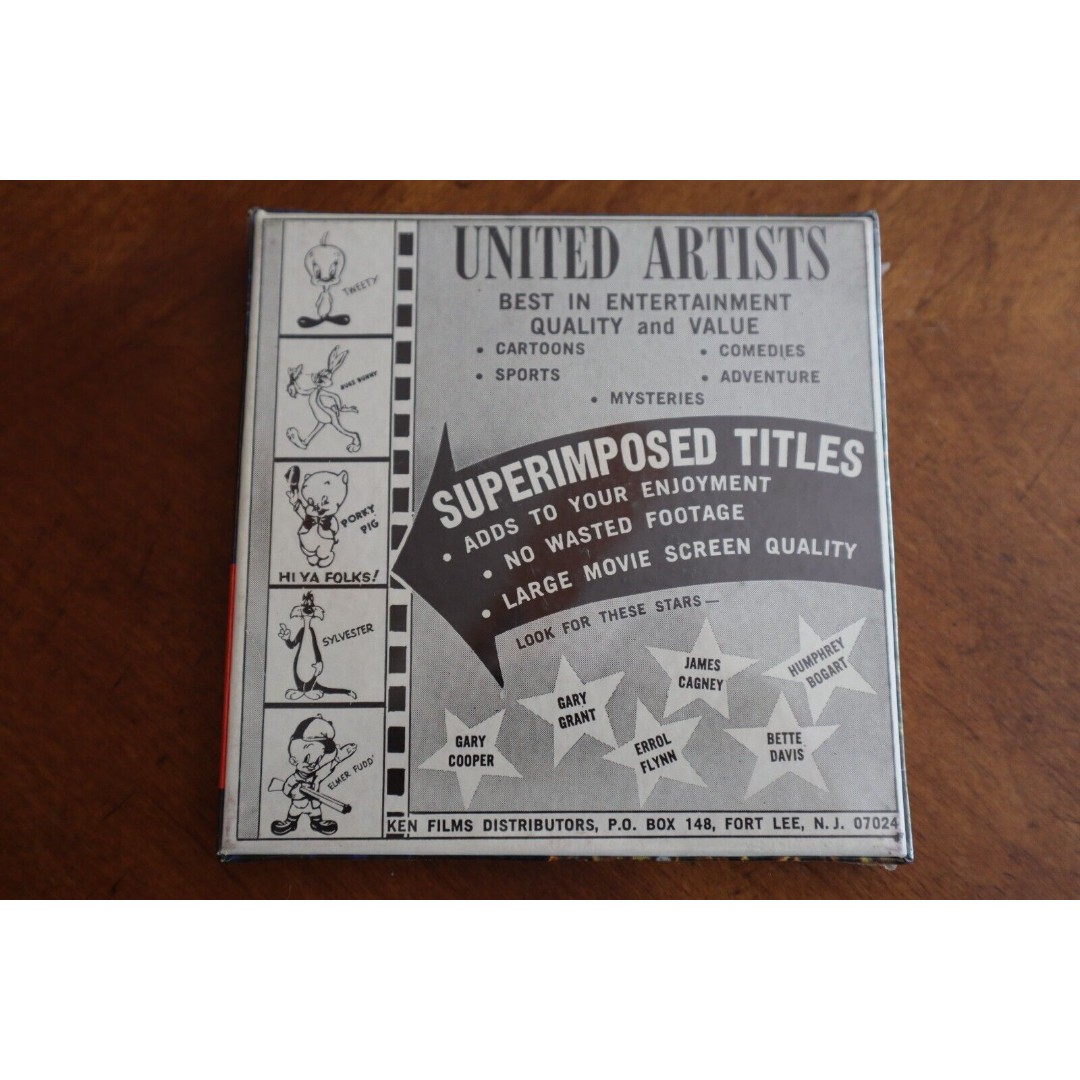 TWEETY
BUGS BUNNY
PORKY
PIG
HI YA FOLKS!
SYLVESTER
ELMER FUDD
UNITED ARTISTS
BEST IN ENTERTAINMENT
QUALITY and VALUE
• CARTOONS • COMEDIES
• SPORTS • ADVENTURE
• MYSTERIES
SUPERIMPOSED TITLES
• ADDS TO YOUR ENJOYMENT
• NO WASTED FOOTAGE
• LARGE MOVIE SCREEN QUALITY
LOOK FOR THESE STARS—
GARY
COOPER
GARY
GRANT
JAMES
CAGNEY
ERROL
FLYNN
HUMPHREY
BOGART
BETTE
DAVIS
KEN FILMS DISTRIBUTORS, P.O. BOX 148, FORT LEE, N.J. 07024